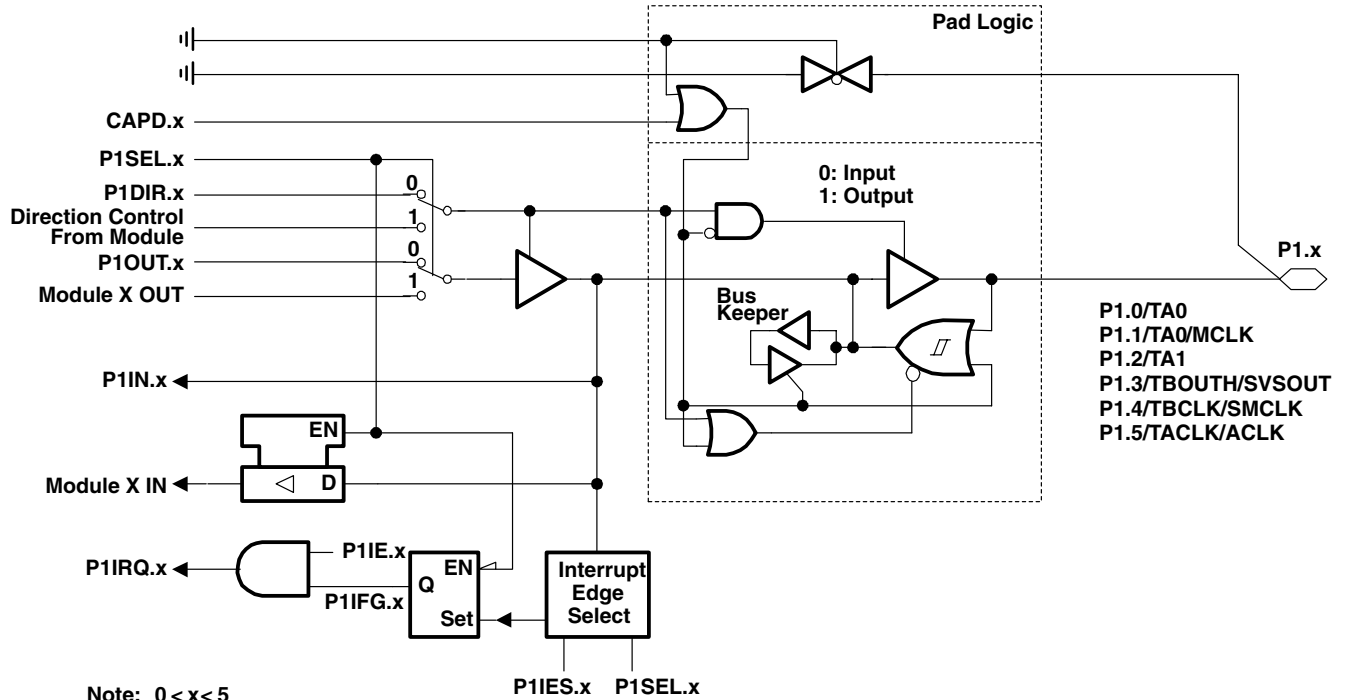 Pad Logic
CAPD.x
P1SEL.x
P1DIR.x
0
Direction Control
From Module
1
P1OUT.x
0
Module X OUT
1
0: Input
1: Output
P1.x
Bus
Keeper
P1.0/TA0
P1.1/TA0/MCLK
P1.2/TA1
P1.3/TBOUTH/SVSOUT
P1.4/TBCLK/SMCLK
P1.5/TACLK/ACLK
P1IN.x
EN
Module X IN
D
P1IRQ.x
P1IE.x
P1IFG.x
EN
Q
Set
Interrupt
Edge
Select
P1IES.x
P1SEL.x
Note: 0 < x < 5